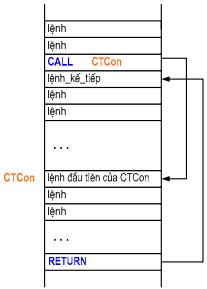 lệnh
lệnh
CALL CTCon
lệnh_kế_tiếp
lệnh
lệnh
...
CTCon lệnh đầu tiên của CTCon
lệnh
lệnh
...
RETURN